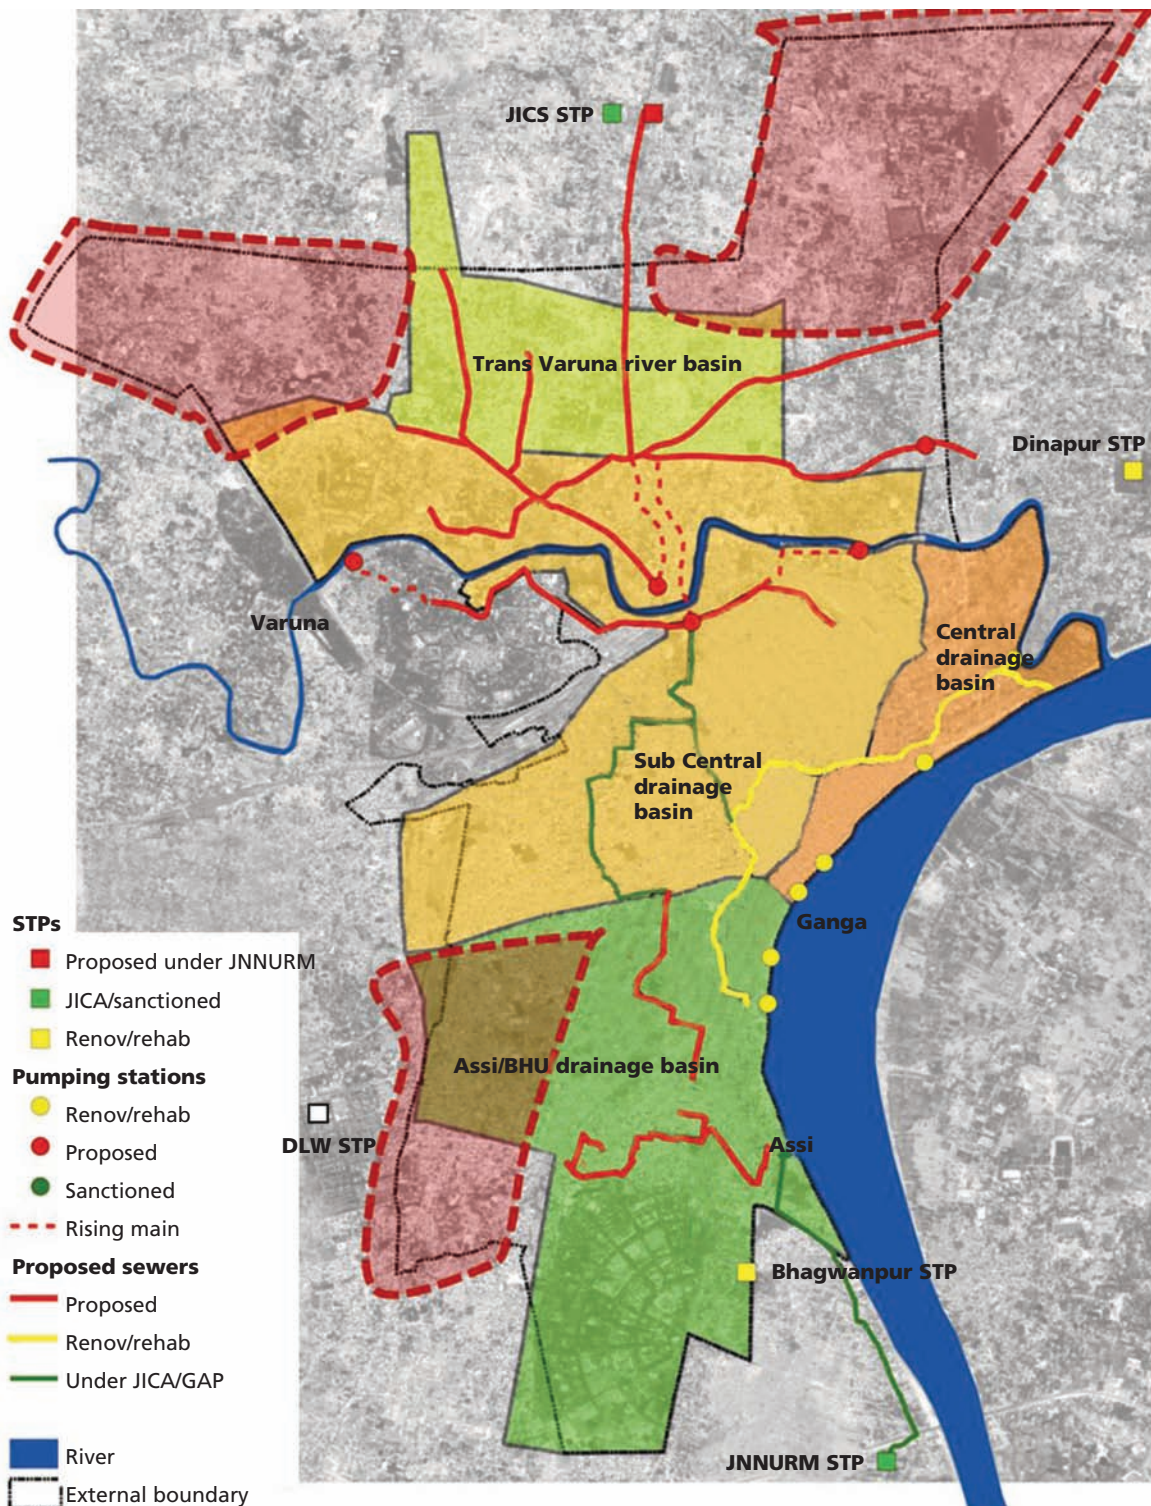 JICS STP
Trans Varuna river basin
Dinapur STP
Varuna
Central
drainage
basin
Sub Central
drainage
basin
Ganga
STPs
Proposed under JNNURM
JICA/sanctioned
Renov/rehab
Pumping stations
Renov/rehab
Proposed
Sanctioned
Rising main
Proposed sewers
Proposed
Renov/rehab
Under JICA/GAP
River
External boundary
Assi/BHU drainage basin
DLW STP
Assi
Bhagwanpur STP
JNNURM STP